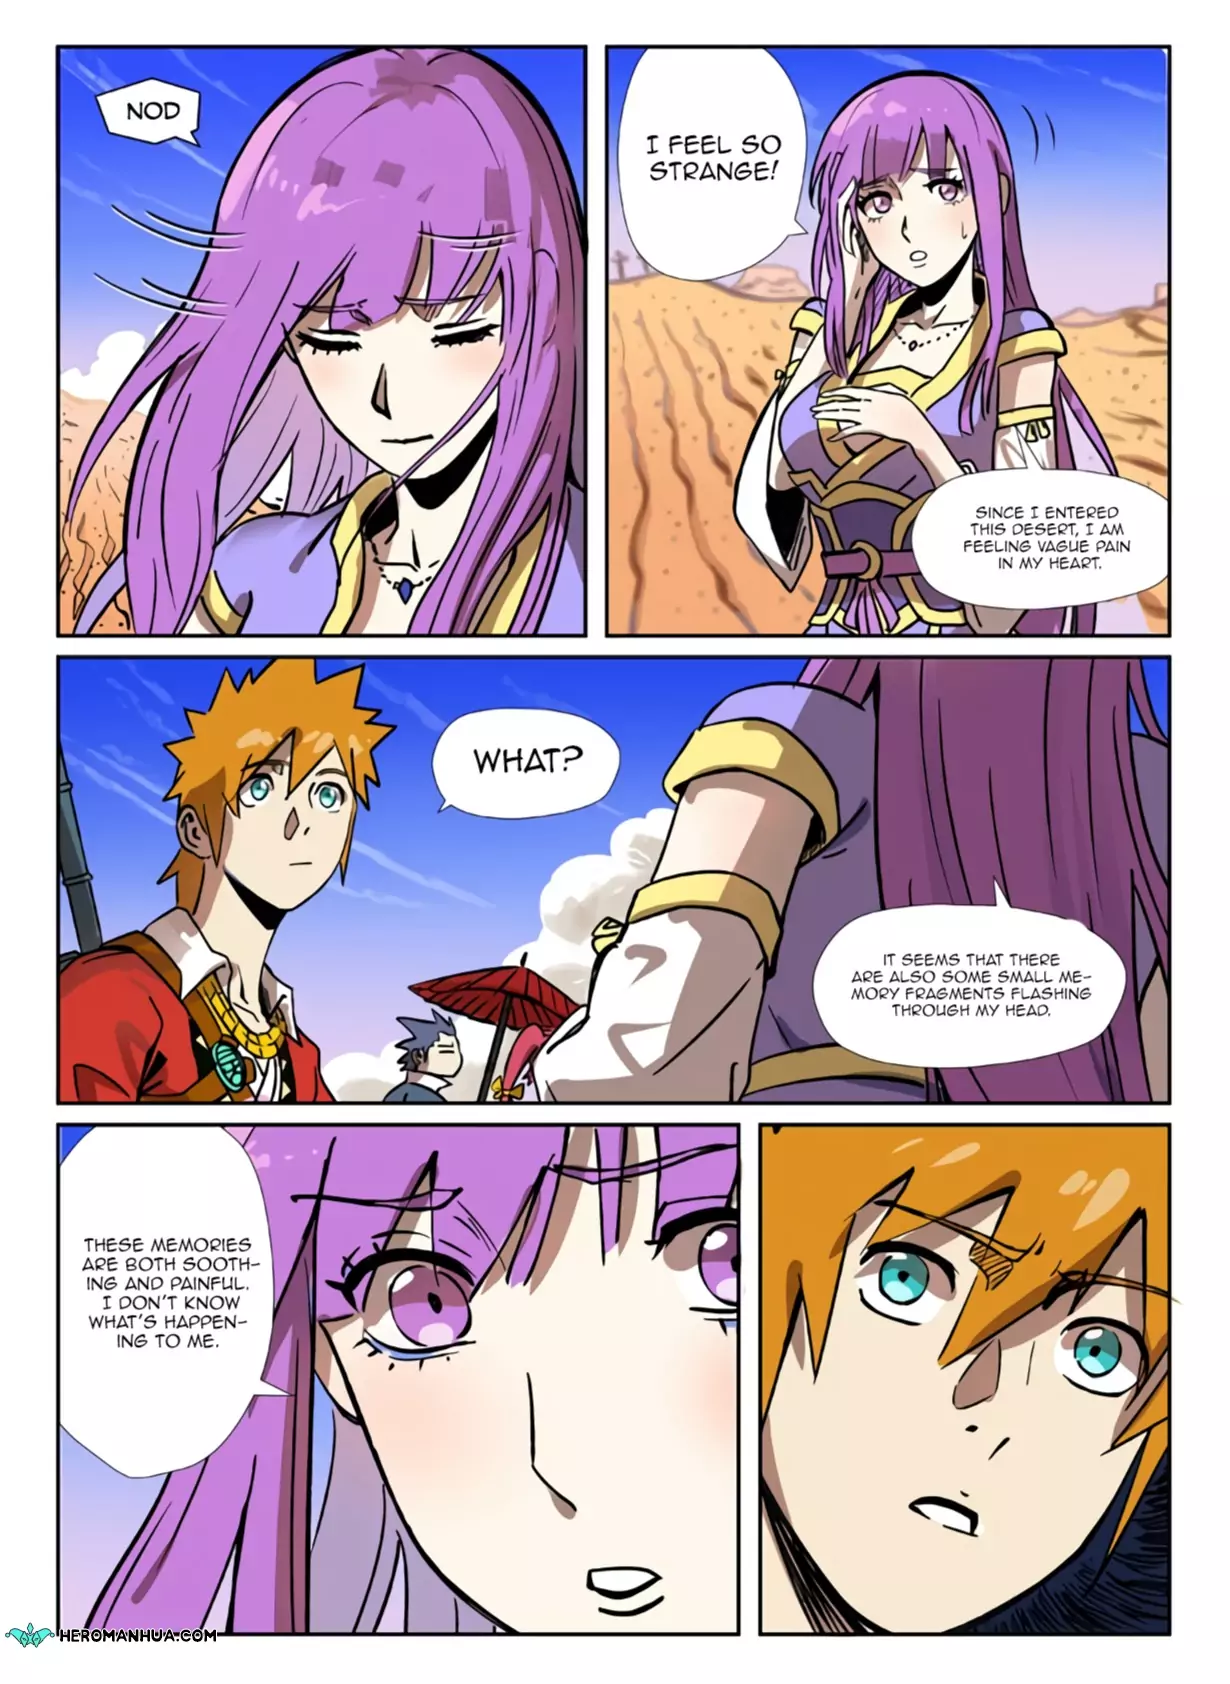 NOD
I FEEL SO
STRANGE!
SINCE I ENTERED
THIS DESERT, I AM
FEELING VAGUE PAIN
IN MY HEART.
WHAT?
IT SEEMS THAT THERE
ARE ALSO SOME SMALL ME-
MORY FRAGMENTS FLASHING
THROUGH MY HEAD.
THESE MEMORIES
ARE BOTH SOOTH-
ING AND PAINFUL.
I DON'T KNOW
WHAT'S HAPPEN-
ING TO ME.
HEROMANHUA.COM